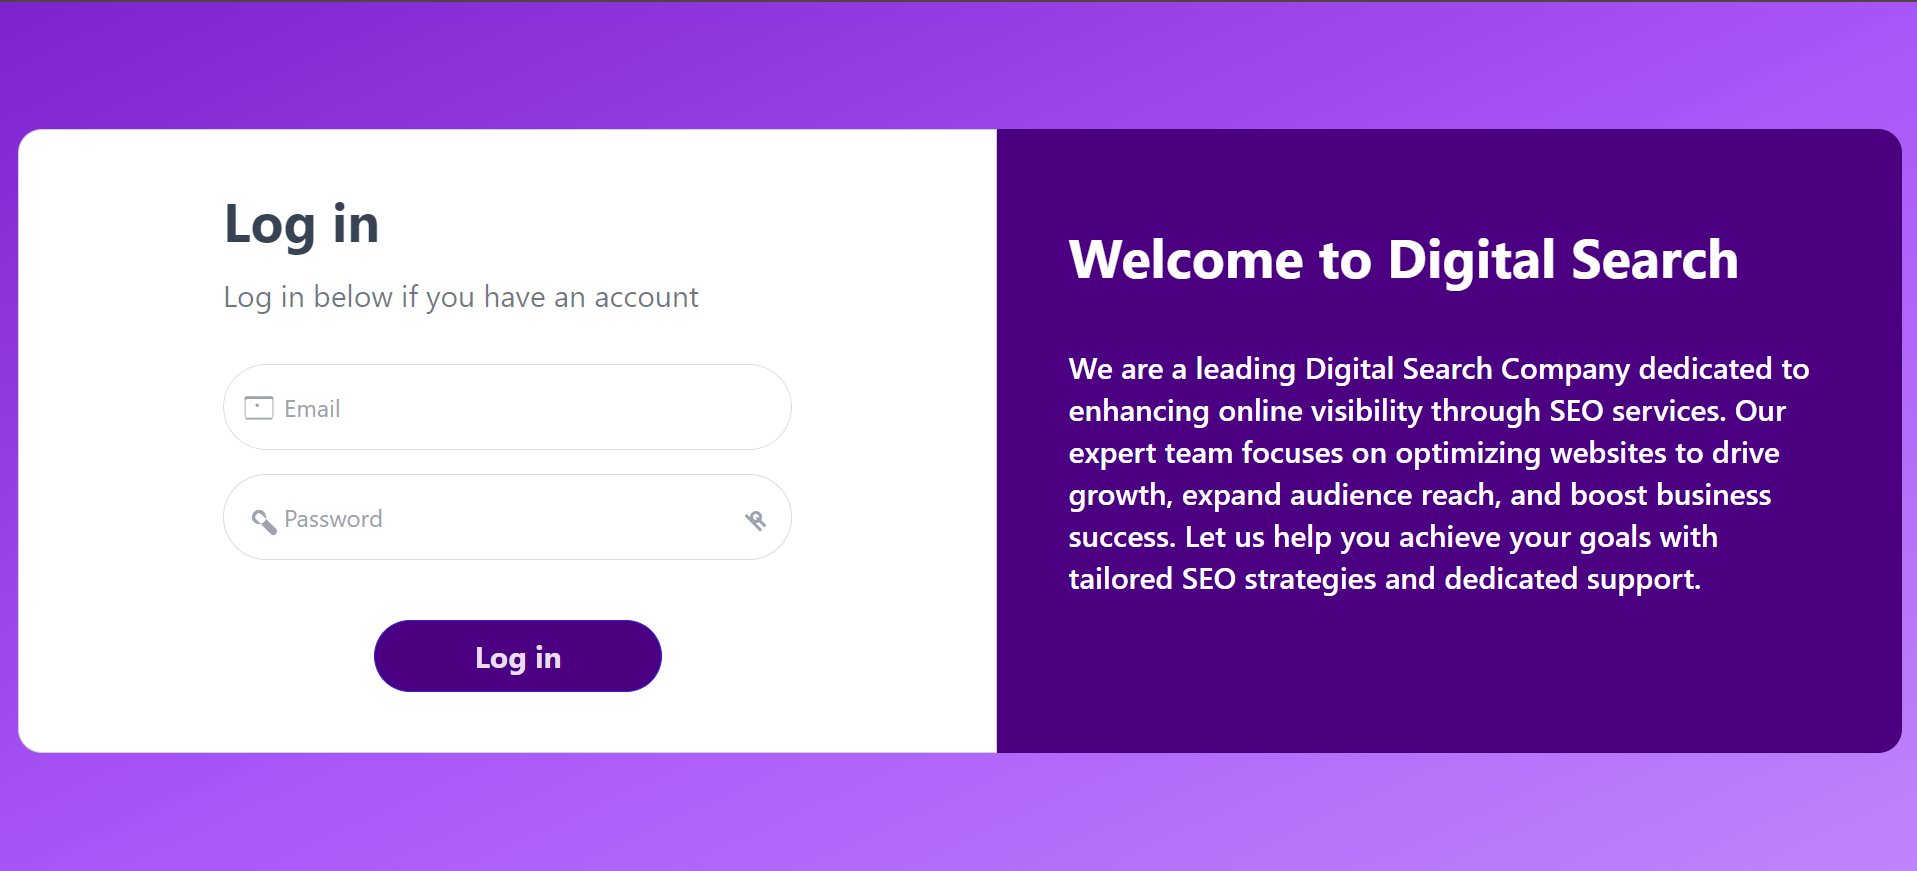 Log in
Log in below if you have an account
Email
Password
Log in
Welcome to Digital Search
We are a leading Digital Search Company dedicated to
enhancing online visibility through SEO services. Our
expert team focuses on optimizing websites to drive
growth, expand audience reach, and boost business
success. Let us help you achieve your goals with
tailored SEO strategies and dedicated support.